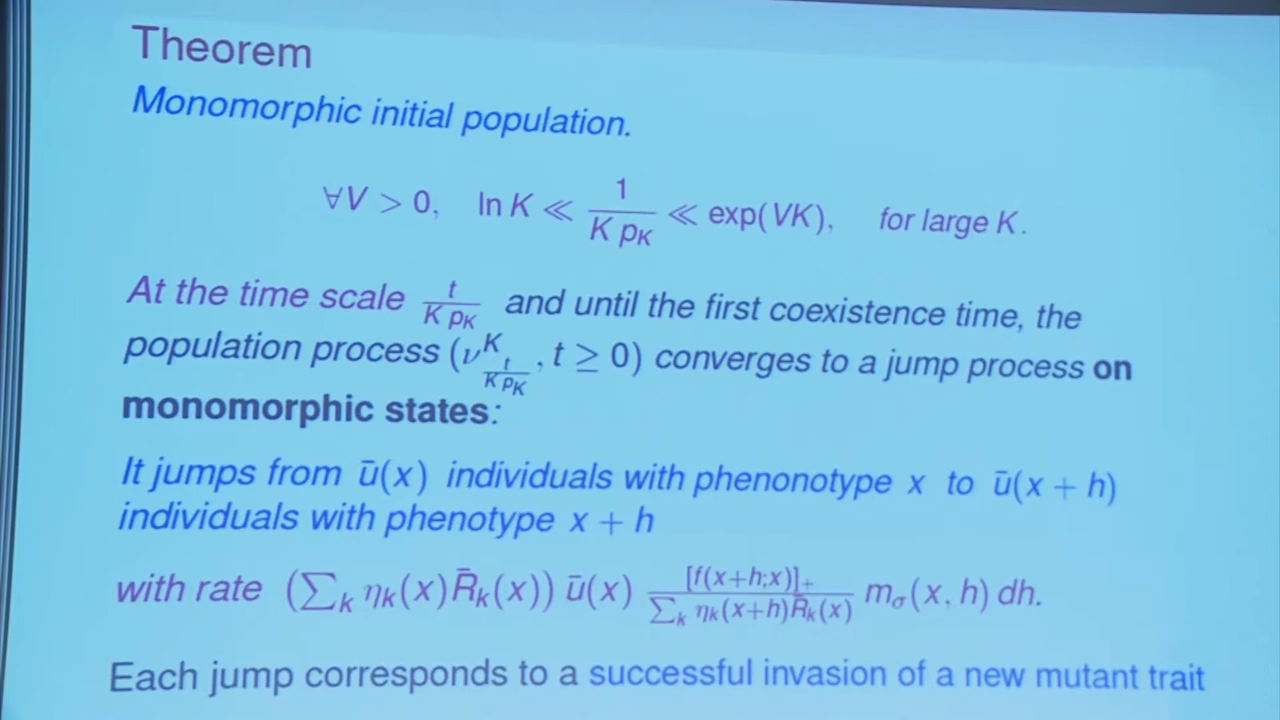 Theorem
Monomorphic initial population.
∀V > 0, ln K ≪ 1/(K p_K) ≪ exp(VK), for large K.
At the time scale t/(K p_K) and until the first coexistence time, the
population process (ν^K_{t/(K p_K)}, t ≥ 0) converges to a jump process on
monomorphic states:
It jumps from ū(x) individuals with phenonotype x to ū(x + h)
individuals with phenotype x + h
with rate (∑_k η_k(x)R̄_k(x)) ū(x) [f(x+h;x)]_+ / ∑_k η_k(x+h)R̄_k(x) m_σ(x, h) dh.
Each jump corresponds to a successful invasion of a new mutant trait